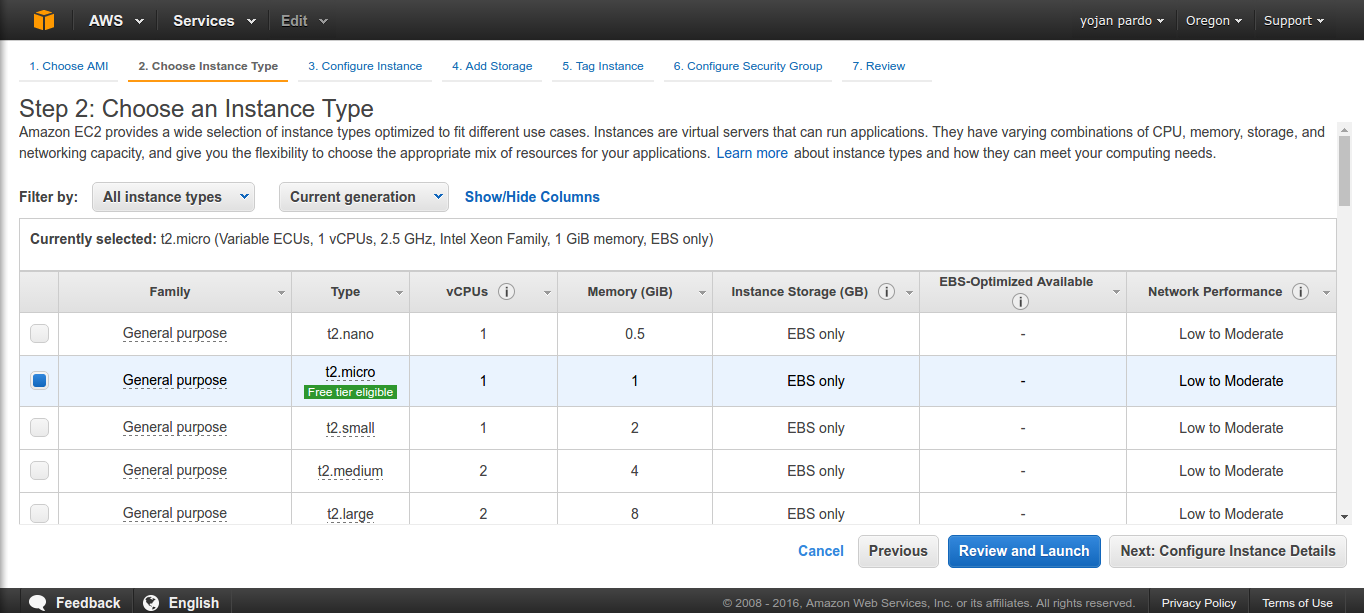 AWS Services Edit yojan pardo Oregon Support
1. Choose AMI 2. Choose Instance Type 3. Configure Instance 4. Add Storage 5. Tag Instance 6. Configure Security Group 7. Review
Step 2: Choose an Instance Type
Amazon EC2 provides a wide selection of instance types optimized to fit different use cases. Instances are virtual servers that can run applications. They have varying combinations of CPU, memory, storage, and
networking capacity, and give you the flexibility to choose the appropriate mix of resources for your applications. Learn more about instance types and how they can meet your computing needs.
Filter by: All instance types Current generation Show/Hide Columns
Currently selected: t2.micro (Variable ECUs, 1 vCPUs, 2.5 GHz, Intel Xeon Family, 1 GiB memory, EBS only)
Family Type vCPUs i Memory (GiB) Instance Storage (GB) i EBS-Optimized Available i Network Performance i
General purpose t2.nano 1 0.5 EBS only - Low to Moderate
General purpose t2.micro 1 1 EBS only - Low to Moderate
Free tier eligible
General purpose t2.small 1 2 EBS only - Low to Moderate
General purpose t2.medium 2 4 EBS only - Low to Moderate
General purpose t2.large 2 8 EBS only - Low to Moderate
Cancel Previous Review and Launch Next: Configure Instance Details
Feedback English © 2008 - 2016, Amazon Web Services, Inc. or its affiliates. All rights reserved. Privacy Policy Terms of Use